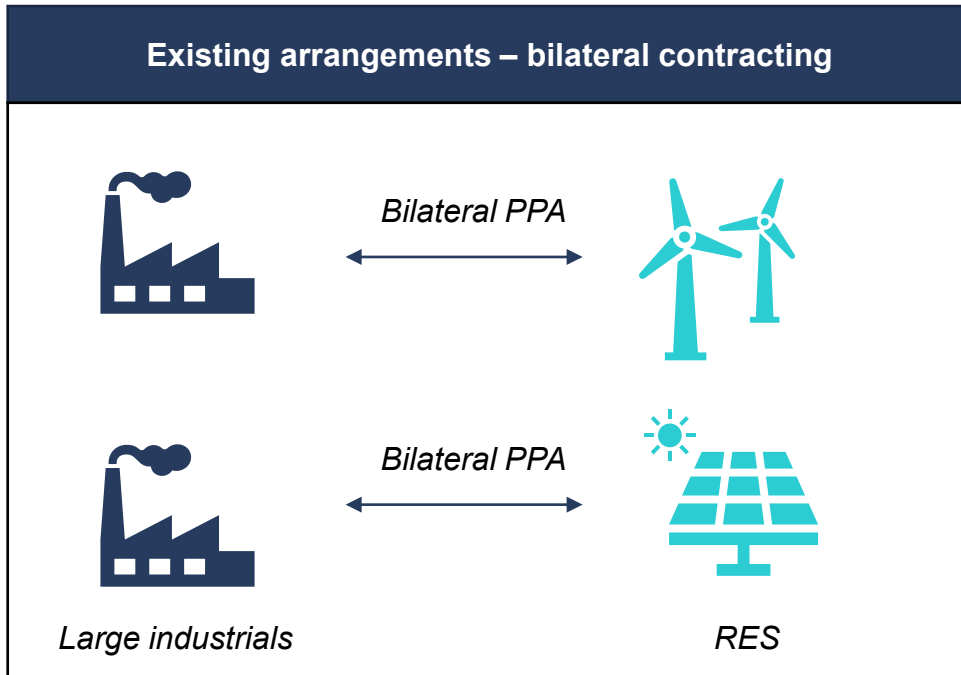 Existing arrangements – bilateral contracting
Bilateral PPA
Bilateral PPA
Large industrials
RES